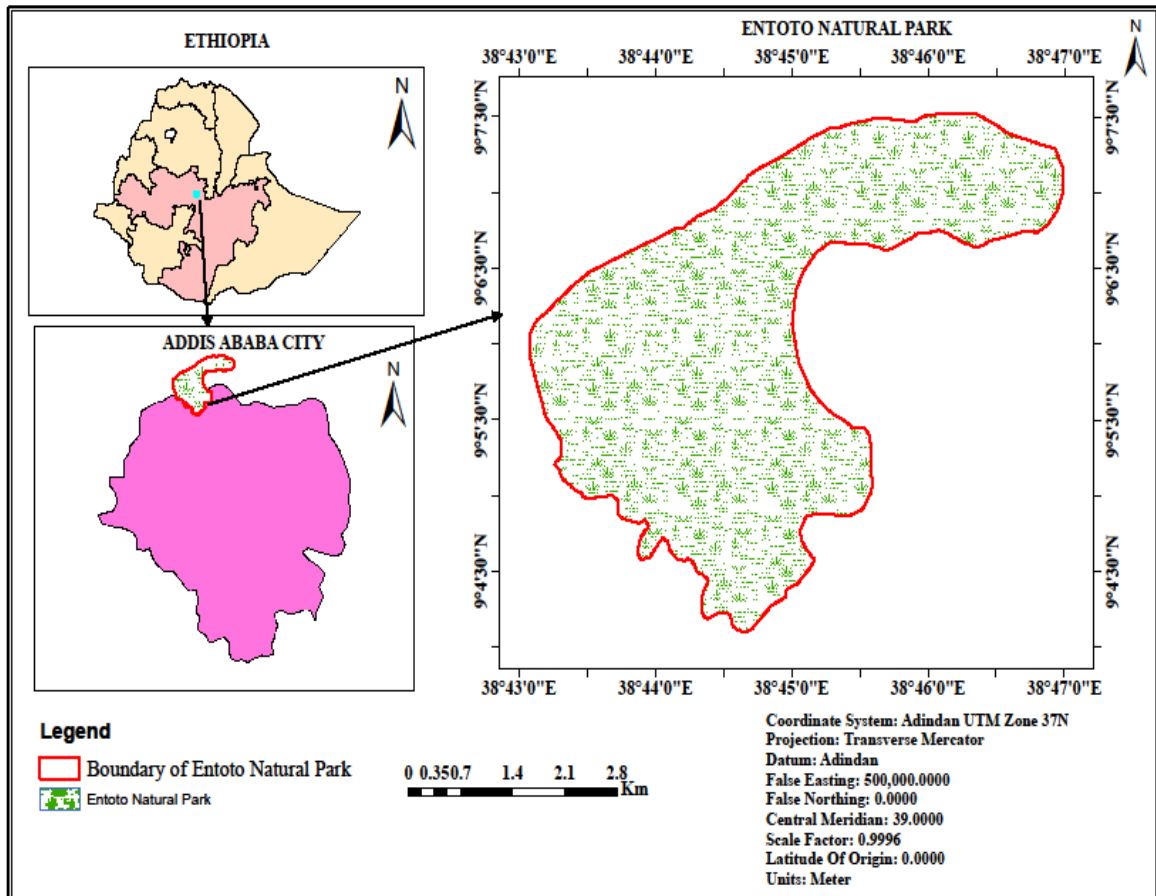 ETHIOPIA
N
ADDIS ABABA CITY
N
ENTOTO NATURAL PARK
N
38°43'0"E 38°44'0"E 38°45'0"E 38°46'0"E 38°47'0"E
9°7'30"N 9°7'30"N
9°6'30"N 9°6'30"N
9°5'30"N 9°5'30"N
9°4'30"N 9°4'30"N
38°43'0"E 38°44'0"E 38°45'0"E 38°46'0"E 38°47'0"E
Legend
Boundary of Entoto Natural Park
Entoto Natural Park
0 0.350.7 1.4 2.1 2.8
Km
Coordinate System: Adindan UTM Zone 37N
Projection: Transverse Mercator
Datum: Adindan
False Easting: 500,000.0000
False Northing: 0.0000
Central Meridian: 39.0000
Scale Factor: 0.9996
Latitude Of Origin: 0.0000
Units: Meter